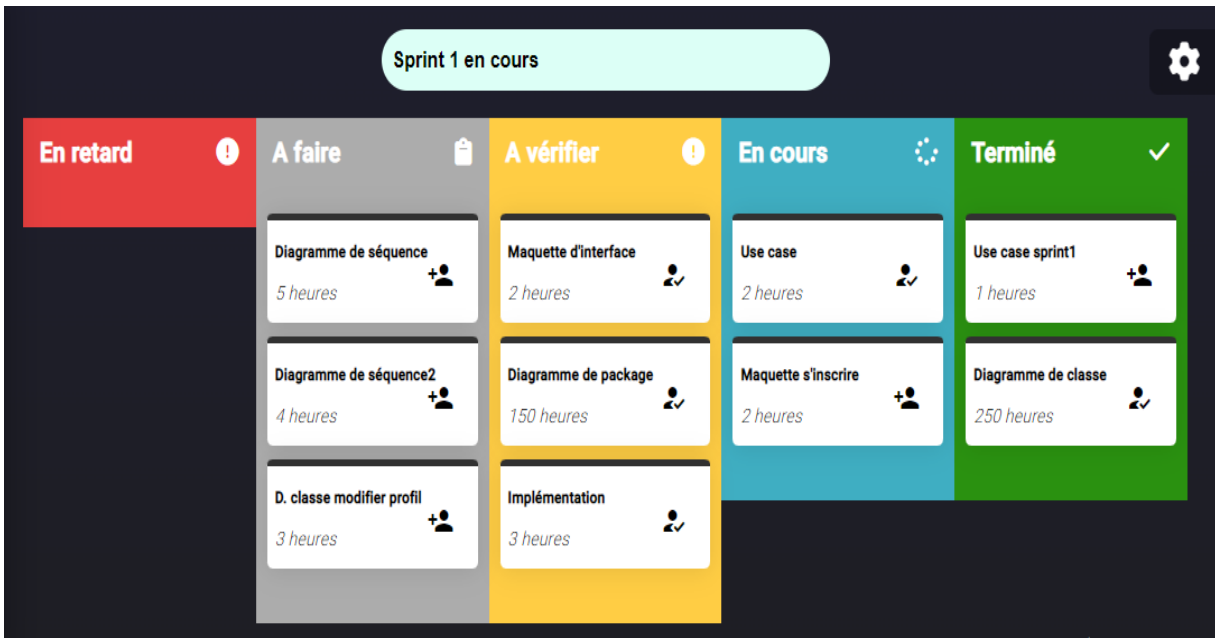 Sprint 1 en cours
En retard
A faire
Diagramme de séquence
5 heures
Diagramme de séquence2
4 heures
D. classe modifier profil
3 heures
A vérifier
Maquette d'interface
2 heures
Diagramme de package
150 heures
Implémentation
3 heures
En cours
Use case
2 heures
Maquette s'inscrire
2 heures
Terminé
Use case sprint1
1 heures
Diagramme de classe
250 heures